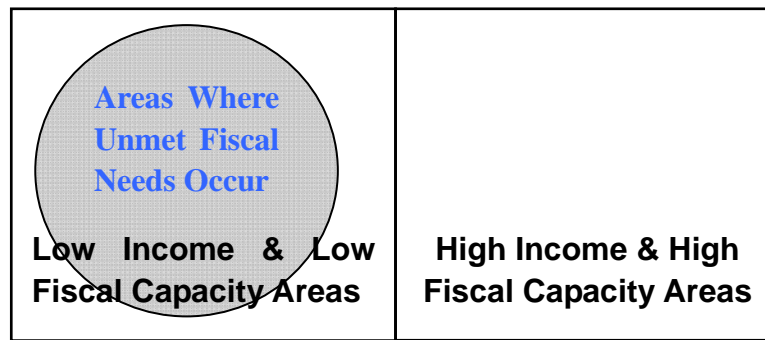 Areas Where
Unmet Fiscal
Needs Occur
Low Income & Low
Fiscal Capacity Areas
High Income & High
Fiscal Capacity Areas